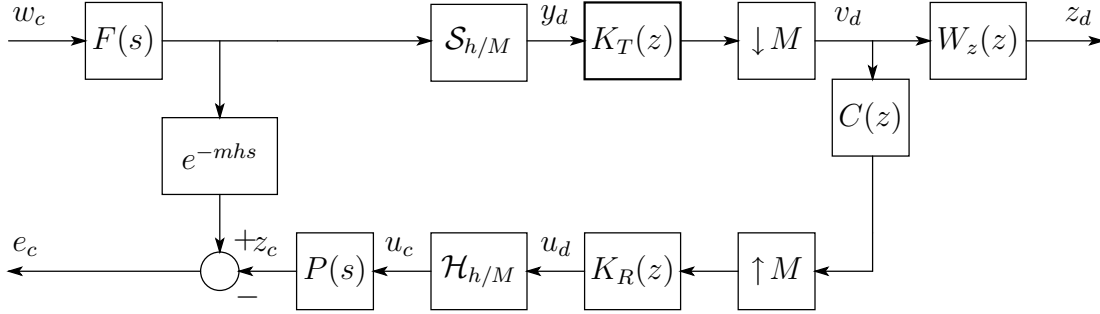 w_c F(s) 𝒮_{h/M} y_d K_T(z) ↓M v_d W_z(z) z_d
C(z)
e^{-mhs}
e_c + − z_c P(s) u_c ℋ_{h/M} u_d K_R(z) ↑M